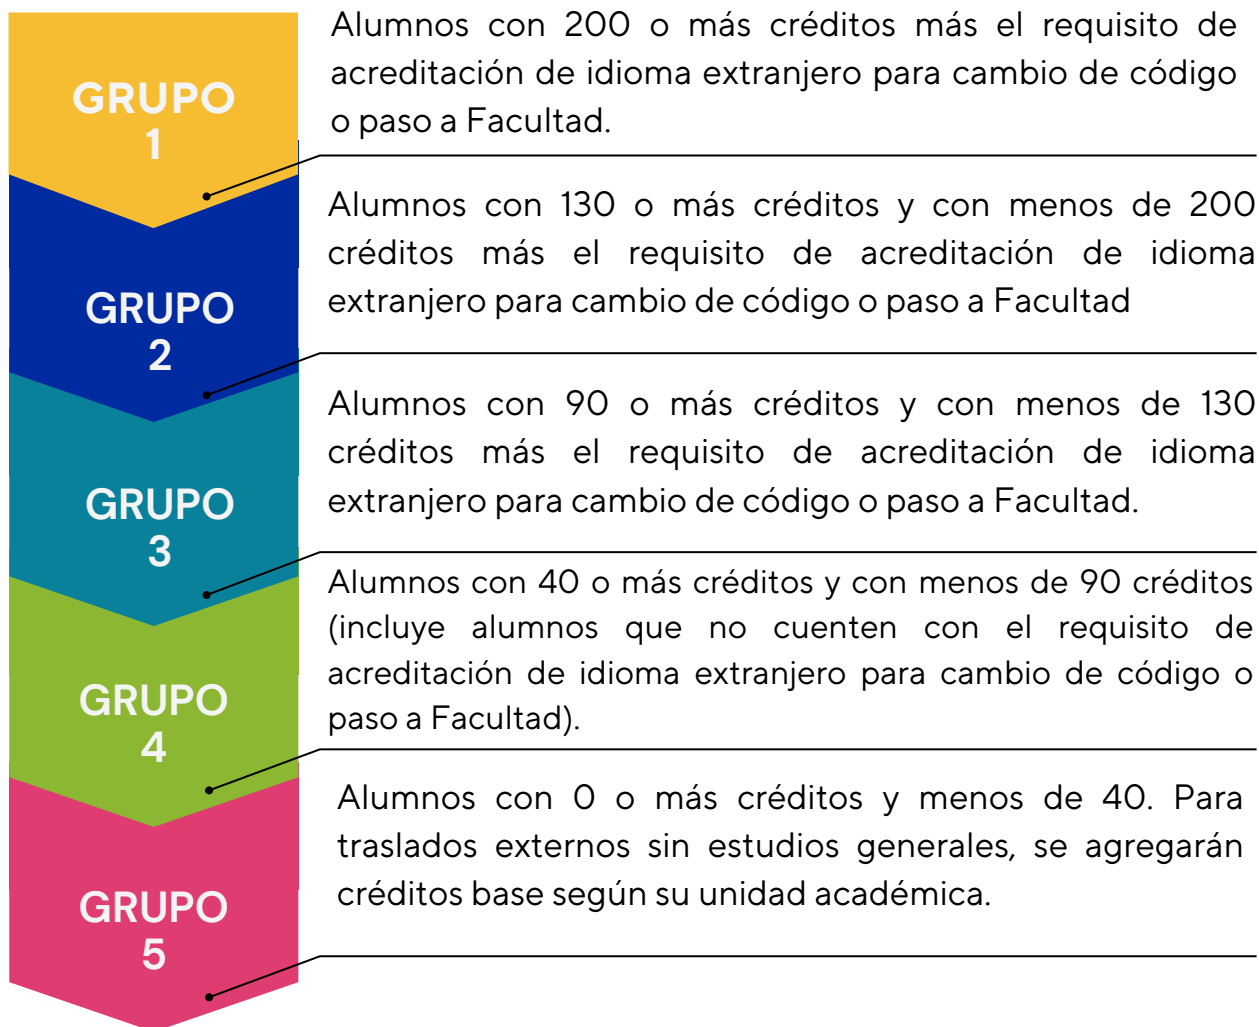 GRUPO
1
Alumnos con 200 o más créditos más el requisito de
acreditación de idioma extranjero para cambio de código
o paso a Facultad.
GRUPO
2
Alumnos con 130 o más créditos y con menos de 200
créditos más el requisito de acreditación de idioma
extranjero para cambio de código o paso a Facultad
GRUPO
3
Alumnos con 90 o más créditos y con menos de 130
créditos más el requisito de acreditación de idioma
extranjero para cambio de código o paso a Facultad.
GRUPO
4
Alumnos con 40 o más créditos y con menos de 90 créditos
(incluye alumnos que no cuenten con el requisito de
acreditación de idioma extranjero para cambio de código o
paso a Facultad).
GRUPO
5
Alumnos con 0 o más créditos y menos de 40. Para
traslados externos sin estudios generales, se agregarán
créditos base según su unidad académica.